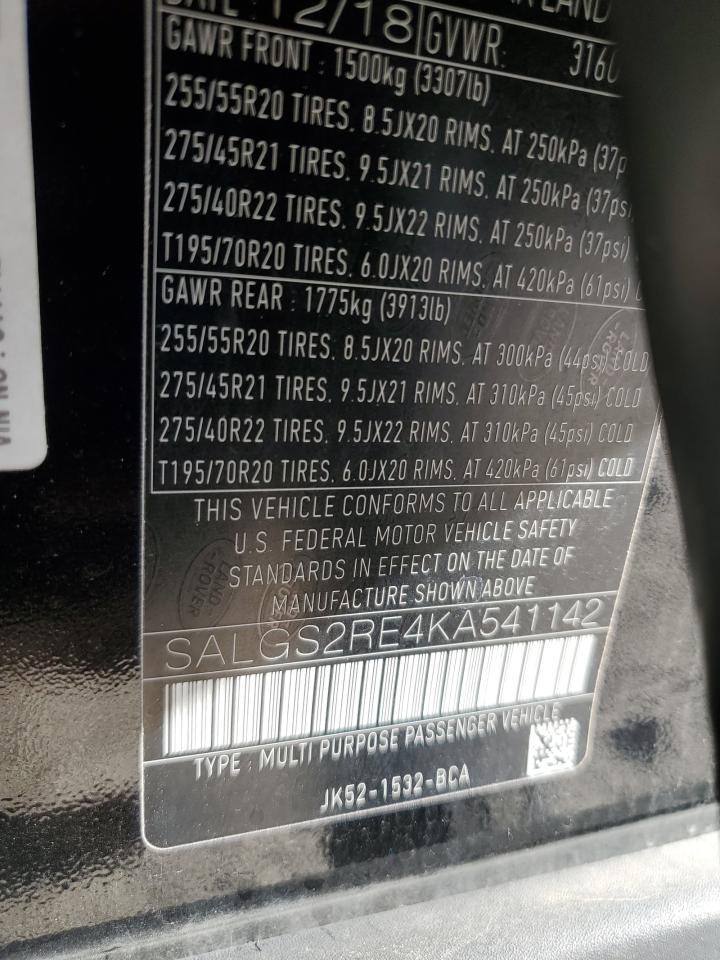 12/18 GVWR: 316
GAWR FRONT : 1500kg (3307lb)
255/55R20 TIRES, 8.5JX20 RIMS, AT 250kPa (37p
275/45R21 TIRES, 9.5JX21 RIMS, AT 250kPa (37psi
275/40R22 TIRES, 9.5JX22 RIMS, AT 250kPa (37psi)
T195/70R20 TIRES, 6.0JX20 RIMS, AT 420kPa (61psi)
GAWR REAR : 1775kg (3913lb)
255/55R20 TIRES, 8.5JX20 RIMS, AT 300kPa (44psi) COLD
275/45R21 TIRES, 9.5JX21 RIMS, AT 310kPa (45psi) COLD
275/40R22 TIRES, 9.5JX22 RIMS, AT 310kPa (45psi) COLD
T195/70R20 TIRES, 6.0JX20 RIMS, AT 420kPa (61psi) COLD
THIS VEHICLE CONFORMS TO ALL APPLICABLE
U.S. FEDERAL MOTOR VEHICLE SAFETY
STANDARDS IN EFFECT ON THE DATE OF
MANUFACTURE SHOWN ABOVE
LAND
-ROVER
SALGS2RE4KA541142
TYPE : MULTI PURPOSE PASSENGER VEHICLE
JK52-1532-BCA